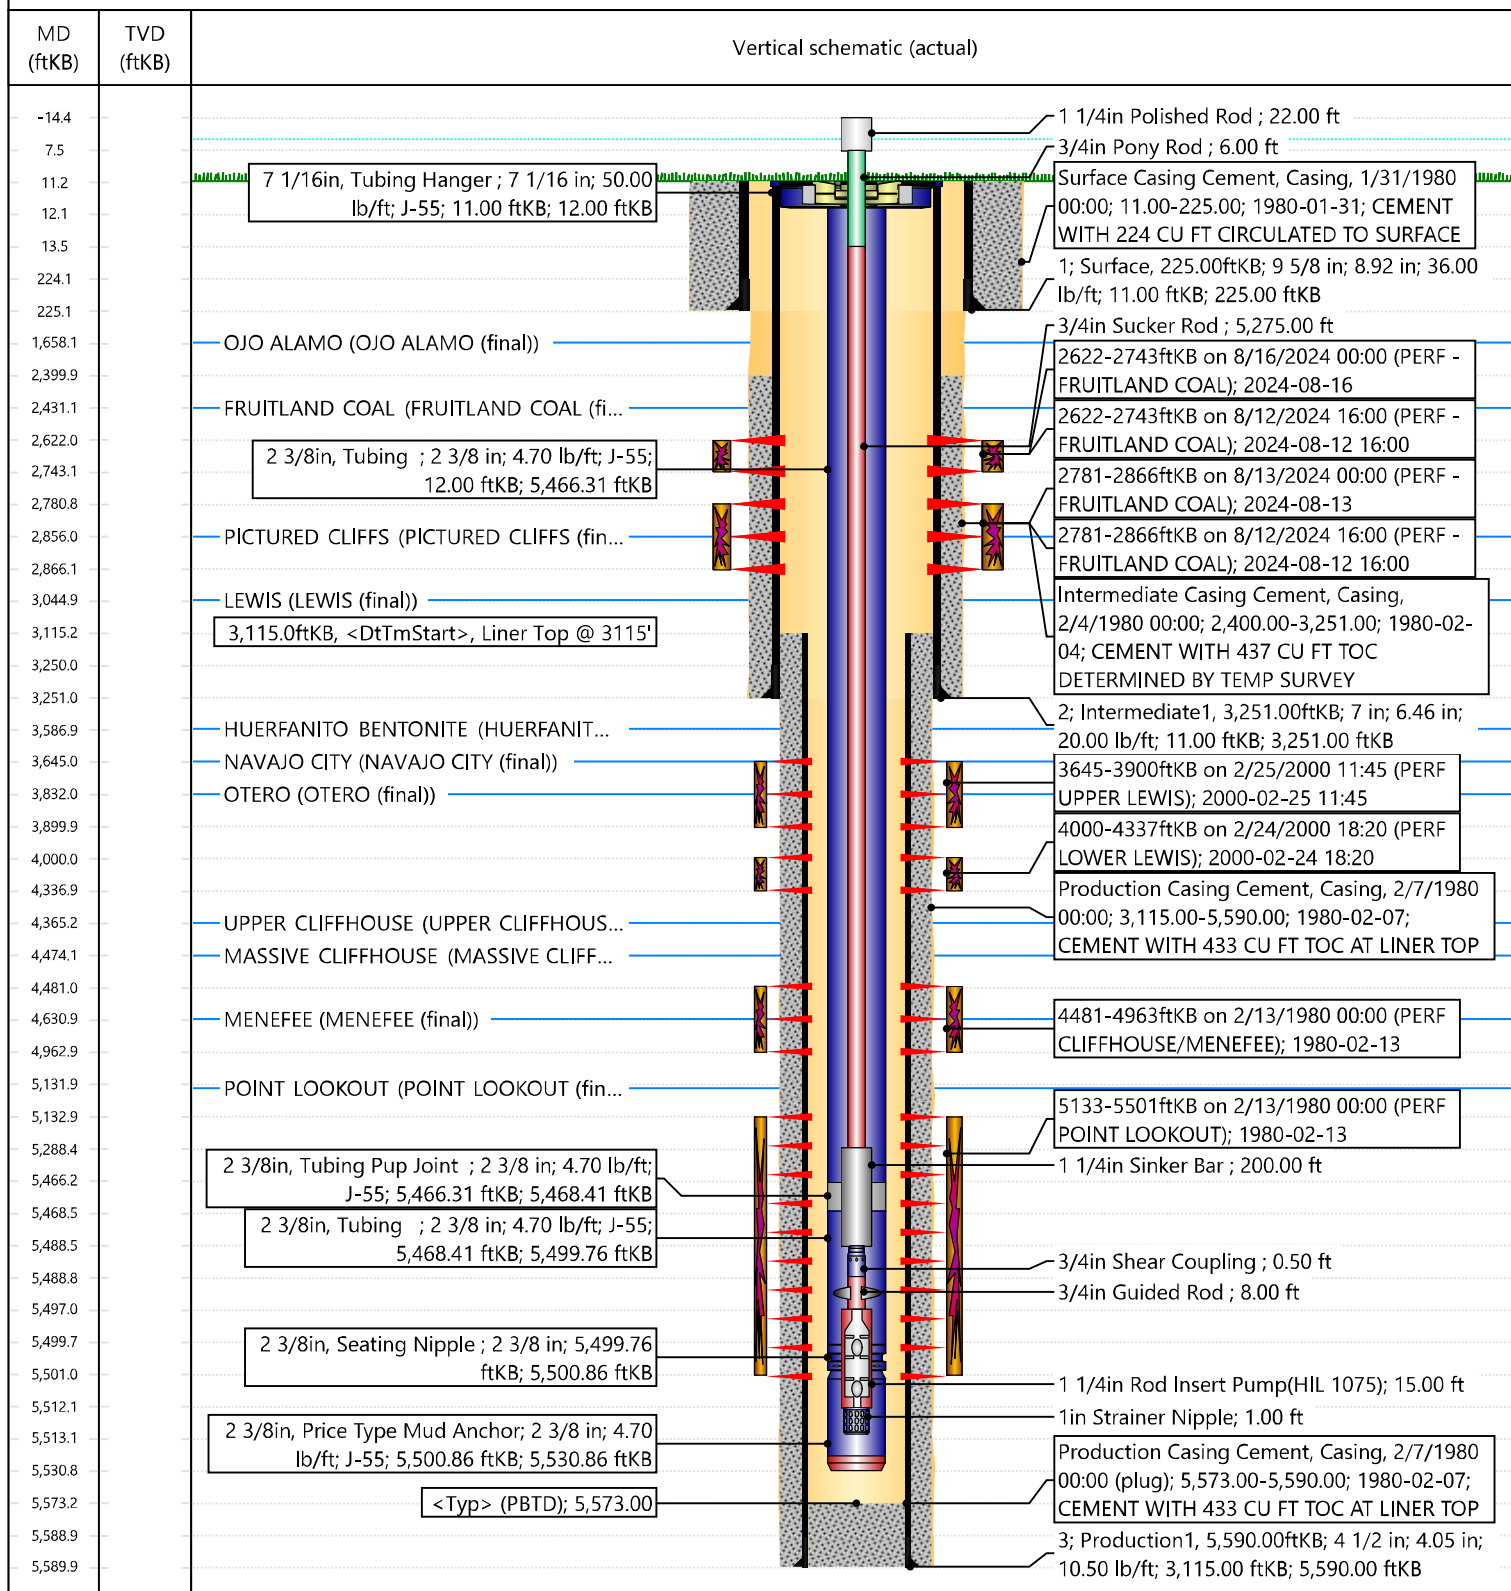 MD
(ftKB)
TVD
(ftKB)
Vertical schematic (actual)
-14.4
7.5
11.2
12.1
13.5
224.1
225.1
1,658.1
2,399.9
2,431.1
2,622.0
2,743.1
2,780.8
2,856.0
2,866.1
3,044.9
3,115.2
3,250.0
3,251.0
3,586.9
3,645.0
3,832.0
3,899.9
4,000.0
4,336.9
4,365.2
4,474.1
4,481.0
4,630.9
4,962.9
5,131.9
5,132.9
5,288.4
5,466.2
5,468.5
5,488.5
5,488.8
5,497.0
5,499.7
5,501.0
5,512.1
5,513.1
5,530.8
5,573.2
5,588.9
5,589.9
7 1/16in, Tubing Hanger ; 7 1/16 in; 50.00
lb/ft; J-55; 11.00 ftKB; 12.00 ftKB
OJO ALAMO (OJO ALAMO (final))
FRUITLAND COAL (FRUITLAND COAL (fi...
2 3/8in, Tubing ; 2 3/8 in; 4.70 lb/ft; J-55;
12.00 ftKB; 5,466.31 ftKB
PICTURED CLIFFS (PICTURED CLIFFS (fin...
LEWIS (LEWIS (final))
3,115.0ftKB, <DtTmStart>, Liner Top @ 3115'
HUERFANITO BENTONITE (HUERFANIT...
NAVAJO CITY (NAVAJO CITY (final))
OTERO (OTERO (final))
UPPER CLIFFHOUSE (UPPER CLIFFHOUS...
MASSIVE CLIFFHOUSE (MASSIVE CLIFF...
MENEFEE (MENEFEE (final))
POINT LOOKOUT (POINT LOOKOUT (fin...
2 3/8in, Tubing Pup Joint ; 2 3/8 in; 4.70 lb/ft;
J-55; 5,466.31 ftKB; 5,468.41 ftKB
2 3/8in, Tubing ; 2 3/8 in; 4.70 lb/ft; J-55;
5,468.41 ftKB; 5,499.76 ftKB
2 3/8in, Seating Nipple ; 2 3/8 in; 5,499.76
ftKB; 5,500.86 ftKB
2 3/8in, Price Type Mud Anchor; 2 3/8 in; 4.70
lb/ft; J-55; 5,500.86 ftKB; 5,530.86 ftKB
<Typ> (PBTD); 5,573.00
1 1/4in Polished Rod ; 22.00 ft
3/4in Pony Rod ; 6.00 ft
Surface Casing Cement, Casing, 1/31/1980
00:00; 11.00-225.00; 1980-01-31; CEMENT
WITH 224 CU FT CIRCULATED TO SURFACE
1; Surface, 225.00ftKB; 9 5/8 in; 8.92 in; 36.00
lb/ft; 11.00 ftKB; 225.00 ftKB
3/4in Sucker Rod ; 5,275.00 ft
2622-2743ftKB on 8/16/2024 00:00 (PERF -
FRUITLAND COAL); 2024-08-16
2622-2743ftKB on 8/12/2024 16:00 (PERF -
FRUITLAND COAL); 2024-08-12 16:00
2781-2866ftKB on 8/13/2024 00:00 (PERF -
FRUITLAND COAL); 2024-08-13
2781-2866ftKB on 8/12/2024 16:00 (PERF -
FRUITLAND COAL); 2024-08-12 16:00
Intermediate Casing Cement, Casing,
2/4/1980 00:00; 2,400.00-3,251.00; 1980-02-
04; CEMENT WITH 437 CU FT TOC
DETERMINED BY TEMP SURVEY
2; Intermediate1, 3,251.00ftKB; 7 in; 6.46 in;
20.00 lb/ft; 11.00 ftKB; 3,251.00 ftKB
3645-3900ftKB on 2/25/2000 11:45 (PERF
UPPER LEWIS); 2000-02-25 11:45
4000-4337ftKB on 2/24/2000 18:20 (PERF
LOWER LEWIS); 2000-02-24 18:20
Production Casing Cement, Casing, 2/7/1980
00:00; 3,115.00-5,590.00; 1980-02-07;
CEMENT WITH 433 CU FT TOC AT LINER TOP
4481-4963ftKB on 2/13/1980 00:00 (PERF
CLIFFHOUSE/MENEFEE); 1980-02-13
5133-5501ftKB on 2/13/1980 00:00 (PERF
POINT LOOKOUT); 1980-02-13
1 1/4in Sinker Bar ; 200.00 ft
3/4in Shear Coupling ; 0.50 ft
3/4in Guided Rod ; 8.00 ft
1 1/4in Rod Insert Pump(HIL 1075); 15.00 ft
1in Strainer Nipple; 1.00 ft
Production Casing Cement, Casing, 2/7/1980
00:00 (plug); 5,573.00-5,590.00; 1980-02-07;
CEMENT WITH 433 CU FT TOC AT LINER TOP
3; Production1, 5,590.00ftKB; 4 1/2 in; 4.05 in;
10.50 lb/ft; 3,115.00 ftKB; 5,590.00 ftKB